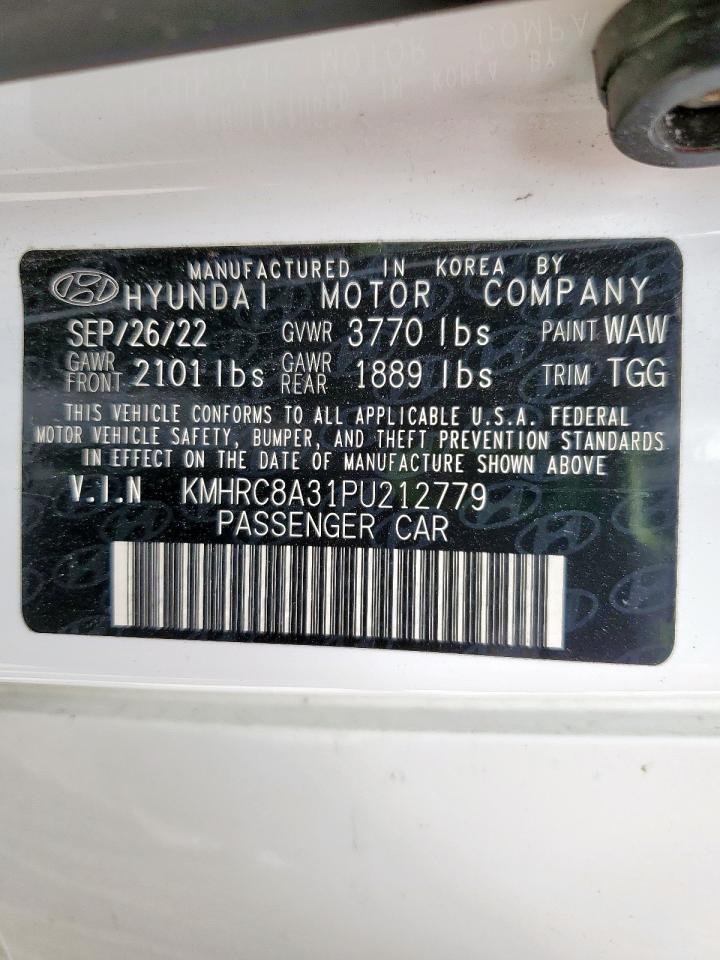 MANUFACTURED IN KOREA BY
HYUNDAI MOTOR COMPANY
SEP/26/22 GVWR 3770 lbs PAINT WAW
GAWR FRONT 2101 lbs GAWR REAR 1889 lbs TRIM TGG
THIS VEHICLE CONFORMS TO ALL APPLICABLE U.S.A. FEDERAL
MOTOR VEHICLE SAFETY, BUMPER, AND THEFT PREVENTION STANDARDS
IN EFFECT ON THE DATE OF MANUFACTURE SHOWN ABOVE
V.I.N KMHRC8A31PU212779
PASSENGER CAR